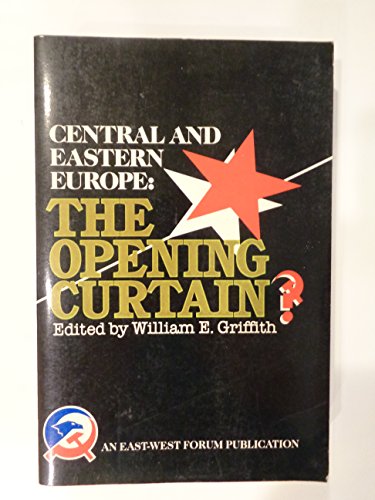 CENTRAL AND
EASTERN
EUROPE:
THE
OPENING
CURTAIN?
Edited by William E. Griffith
AN EAST-WEST FORUM PUBLICATION